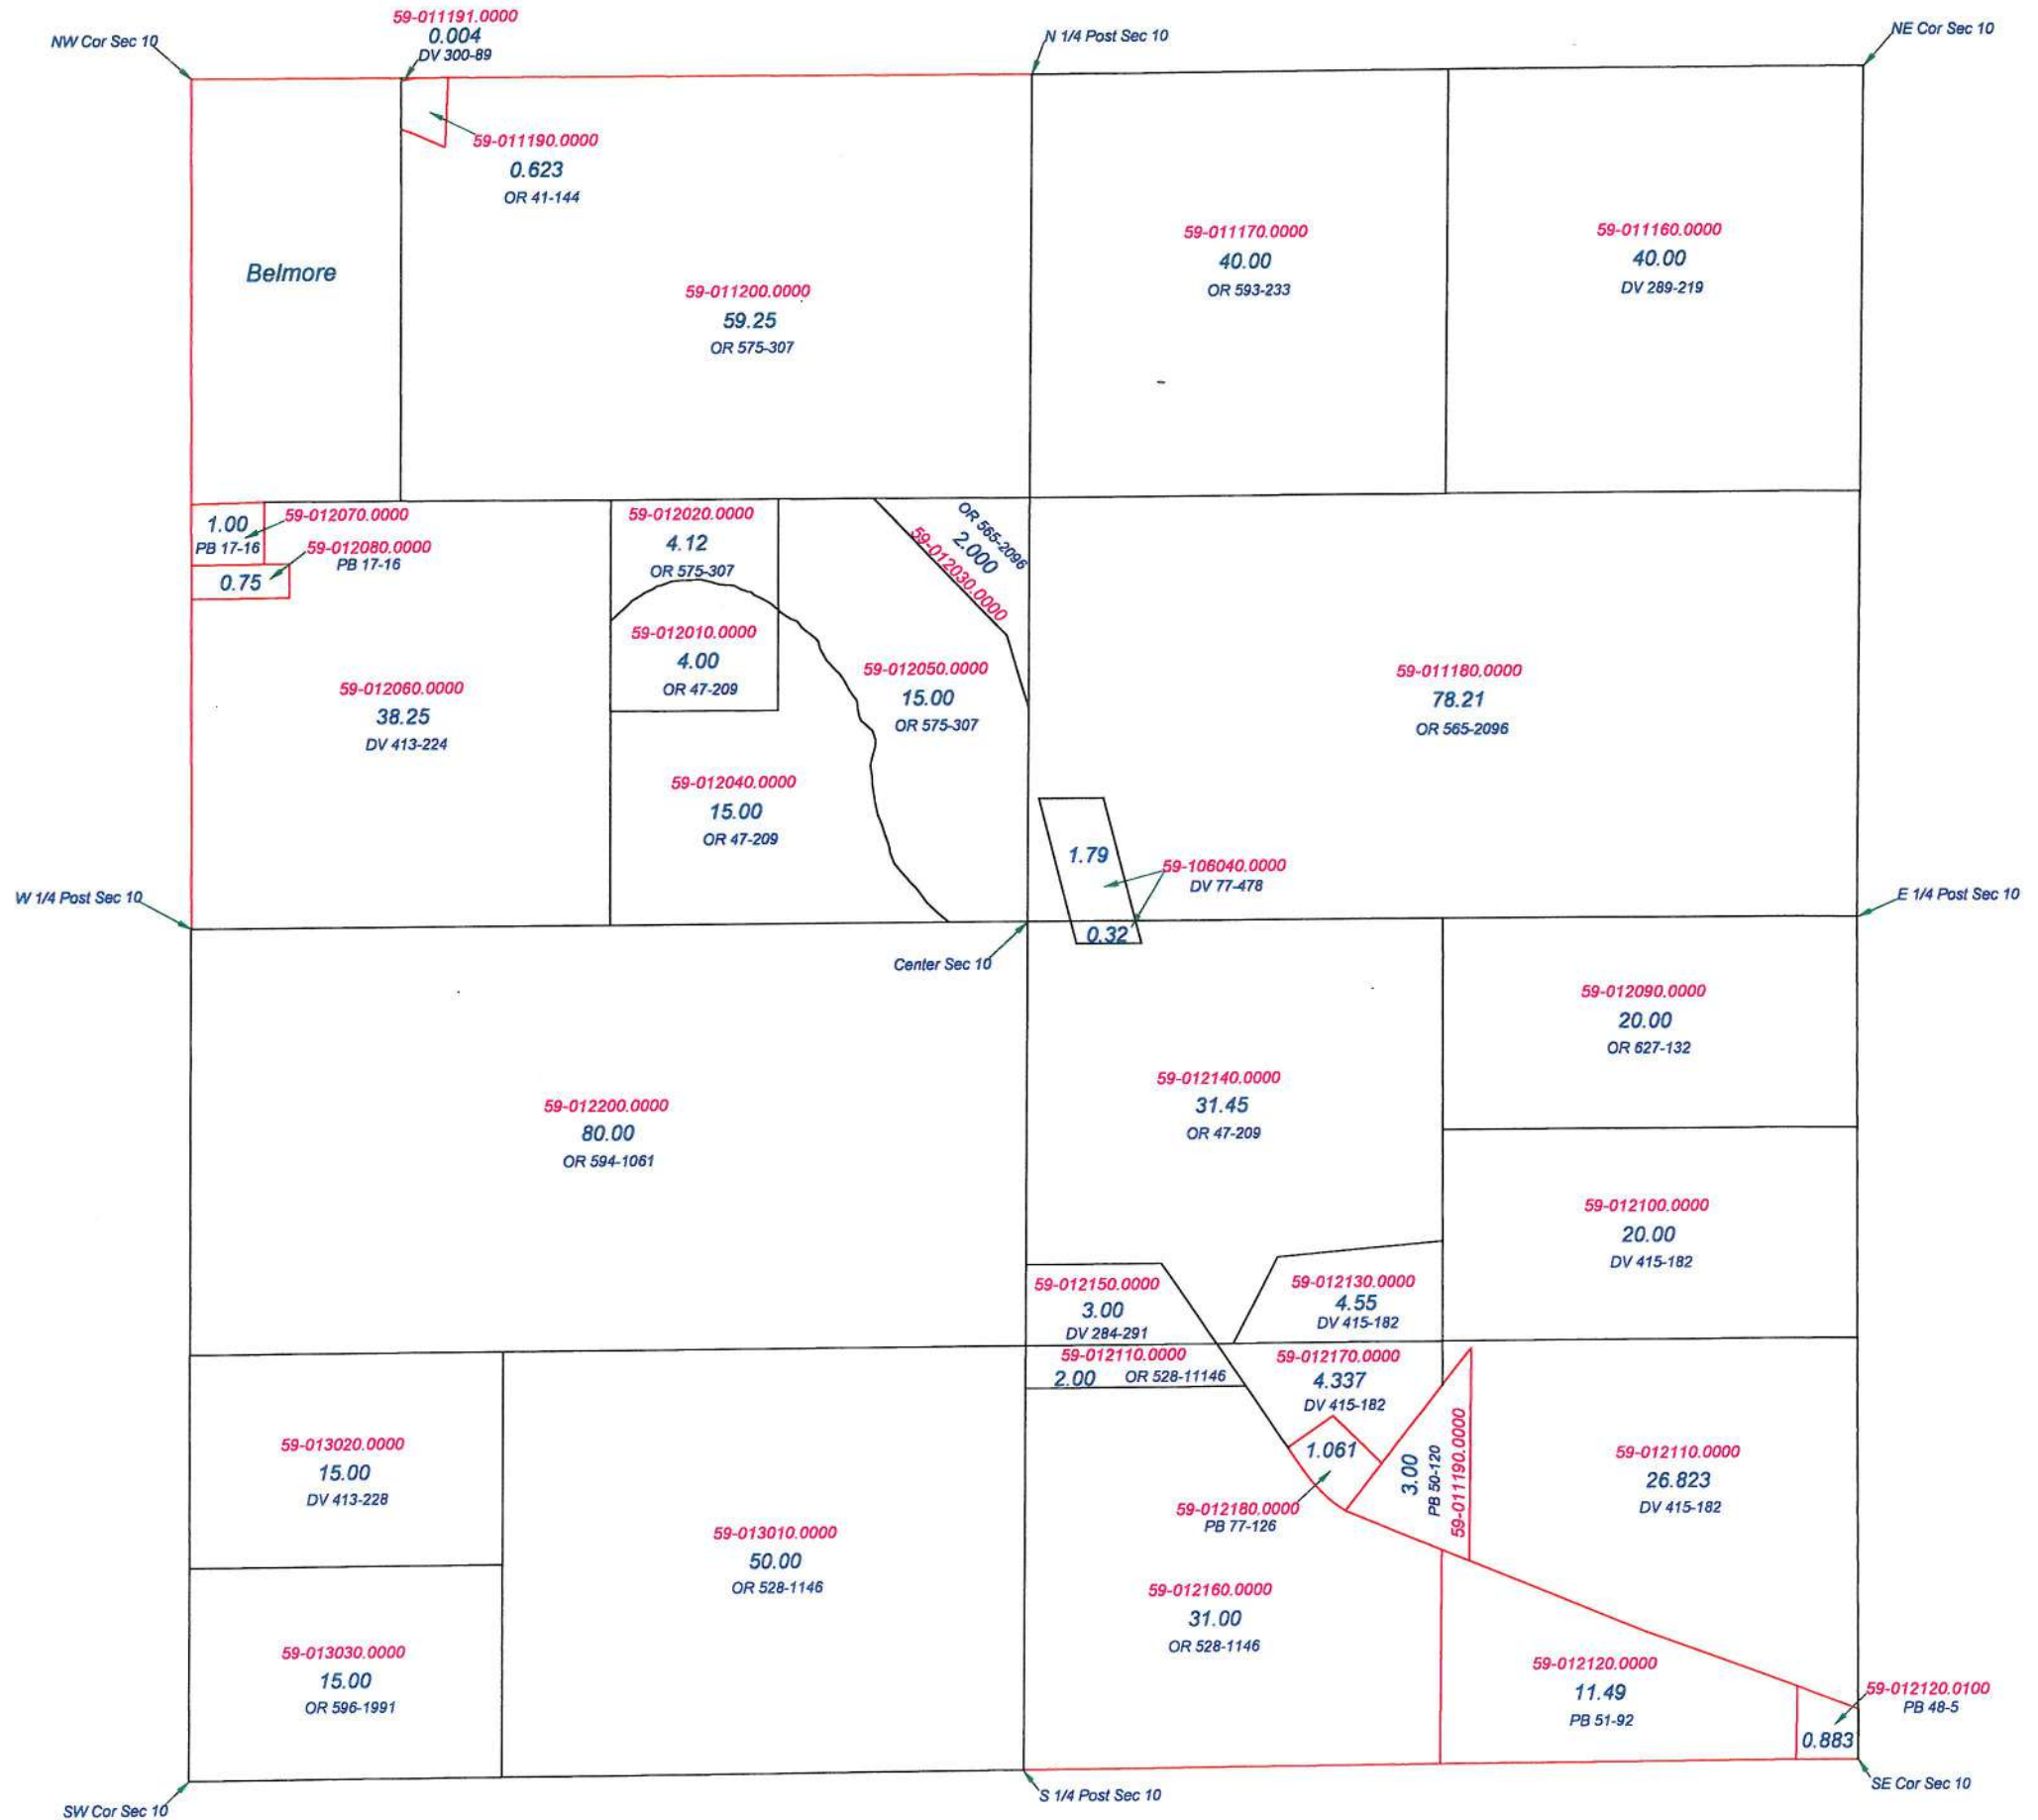 59-011191.0000
0.004
DV 300-89
NW Cor Sec 10
N 1/4 Post Sec 10
NE Cor Sec 10
59-011190.0000
0.623
OR 41-144
Belmore
59-011200.0000
59.25
OR 575-307
59-011170.0000
40.00
OR 593-233
59-011160.0000
40.00
DV 289-219
1.00
PB 17-16
59-012070.0000
59-012080.0000
PB 17-16
0.75
59-012020.0000
4.12
OR 575-307
OR 565-2096
2.000
59-012030.0000
59-012010.0000
4.00
OR 47-209
59-012050.0000
15.00
OR 575-307
59-012060.0000
38.25
DV 413-224
59-012040.0000
15.00
OR 47-209
59-011180.0000
78.21
OR 565-2096
1.79
59-106040.0000
DV 77-478
0.32
W 1/4 Post Sec 10
E 1/4 Post Sec 10
Center Sec 10
59-012200.0000
80.00
OR 594-1061
59-012140.0000
31.45
OR 47-209
59-012090.0000
20.00
OR 627-132
59-012100.0000
20.00
DV 415-182
59-012150.0000
3.00
DV 284-291
59-012130.0000
4.55
DV 415-182
59-012110.0000
2.00 OR 528-11146
59-012170.0000
4.337
DV 415-182
1.061
59-012180.0000
PB 77-126
3.00
PB 50-120
59-011190.0000
59-012110.0000
26.823
DV 415-182
59-013020.0000
15.00
DV 413-228
59-013010.0000
50.00
OR 528-1146
59-012160.0000
31.00
OR 528-1146
59-013030.0000
15.00
OR 596-1991
59-012120.0000
11.49
PB 51-92
59-012120.0100
PB 48-5
0.883
SW Cor Sec 10
S 1/4 Post Sec 10
SE Cor Sec 10